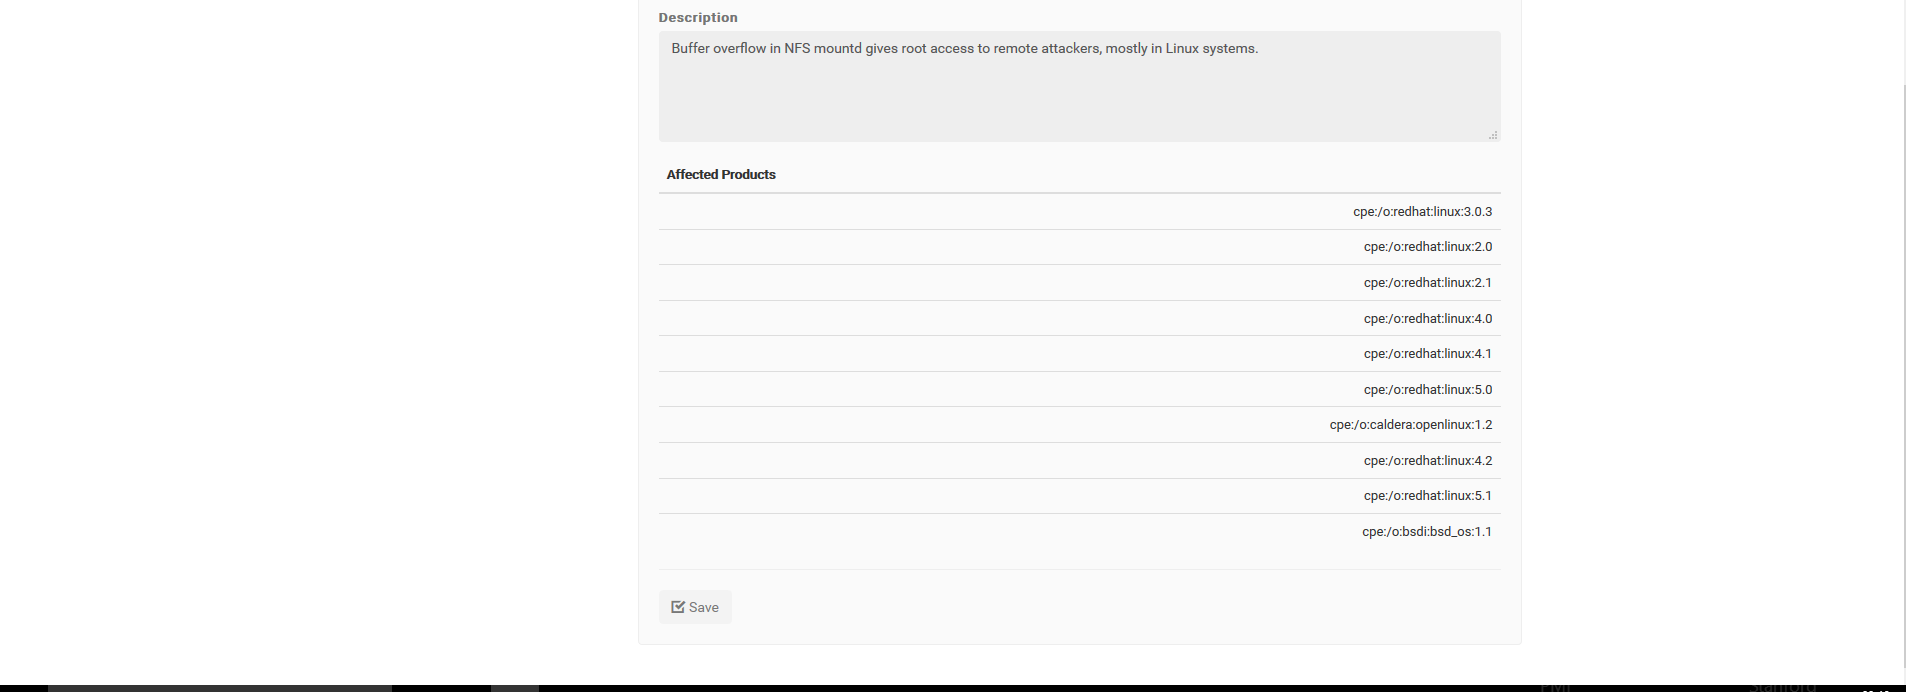 Description
Buffer overflow in NFS mountd gives root access to remote attackers, mostly in Linux systems.
Affected Products
cpe:/o:redhat:linux:3.0.3
cpe:/o:redhat:linux:2.0
cpe:/o:redhat:linux:2.1
cpe:/o:redhat:linux:4.0
cpe:/o:redhat:linux:4.1
cpe:/o:redhat:linux:5.0
cpe:/o:caldera:openlinux:1.2
cpe:/o:redhat:linux:4.2
cpe:/o:redhat:linux:5.1
cpe:/o:bsdi:bsd_os:1.1
Save